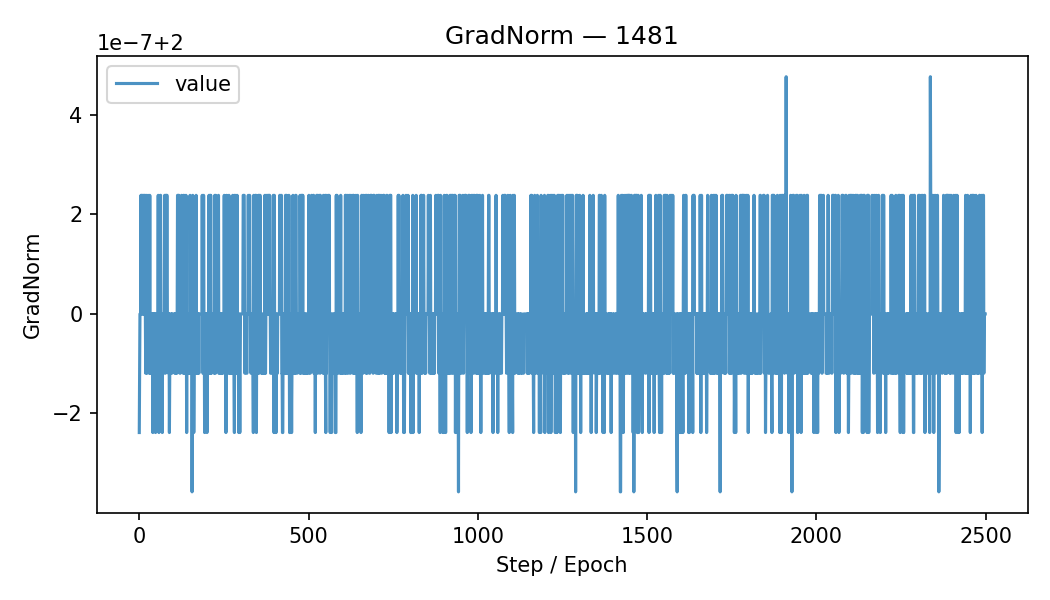 GradNorm — 1481
1e−7+2
value
4
2
0
−2
GradNorm
0 500 1000 1500 2000 2500
Step / Epoch